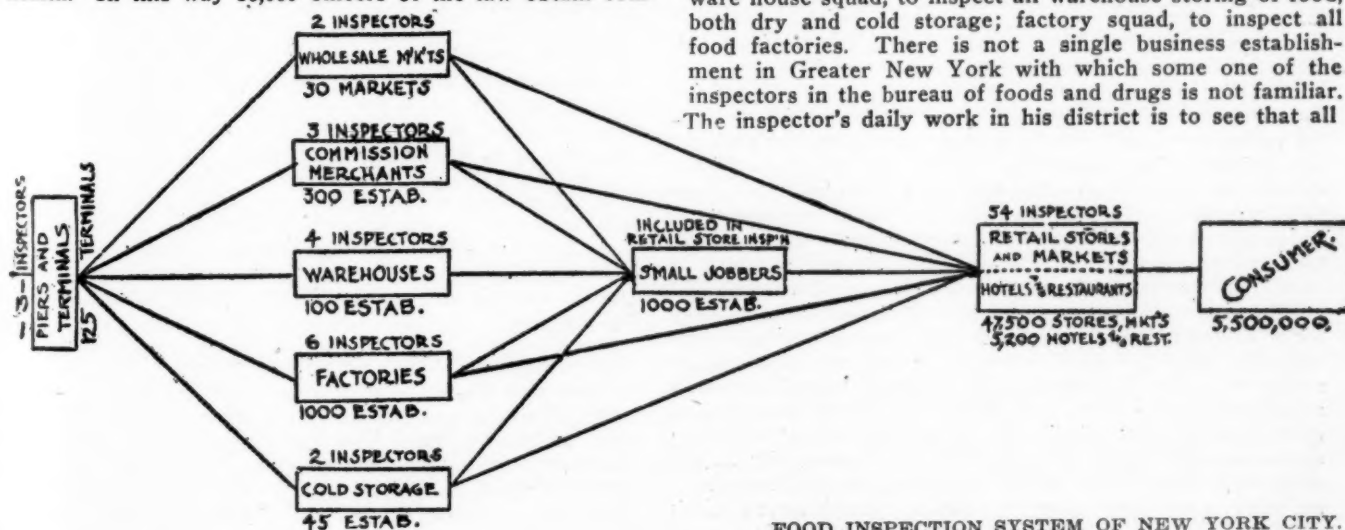 In this way
ware house squad, to inspect all warehouse storing of food,
both dry and cold storage; factory squad, to inspect all
food factories. There is not a single business establish-
ment in Greater New York with which some one of the
inspectors in the bureau of foods and drugs is not familiar.
The inspector's daily work in his district is to see that all
-3- INSPECTORS
PIERS AND
TERMINALS
125 TERMINALS
2 INSPECTORS
WHOLESALE M'K'TS
30 MARKETS
3 INSPECTORS
COMMISSION
MERCHANTS
300 ESTAB.
4 INSPECTORS
WAREHOUSES
100 ESTAB.
6 INSPECTORS
FACTORIES
1000 ESTAB.
2 INSPECTORS
COLD STORAGE
45 ESTAB.
INCLUDED IN
RETAIL STORE INSP'N
SMALL JOBBERS
1000 ESTAB.
54 INSPECTORS
RETAIL STORES
AND MARKETS
HOTELS & RESTAURANTS
47,500 STORES, MKT'S
5,200 HOTELS & REST.
CONSUMER.
5,500,000.
FOOD INSPECTION SYSTEM OF NEW YORK CITY.